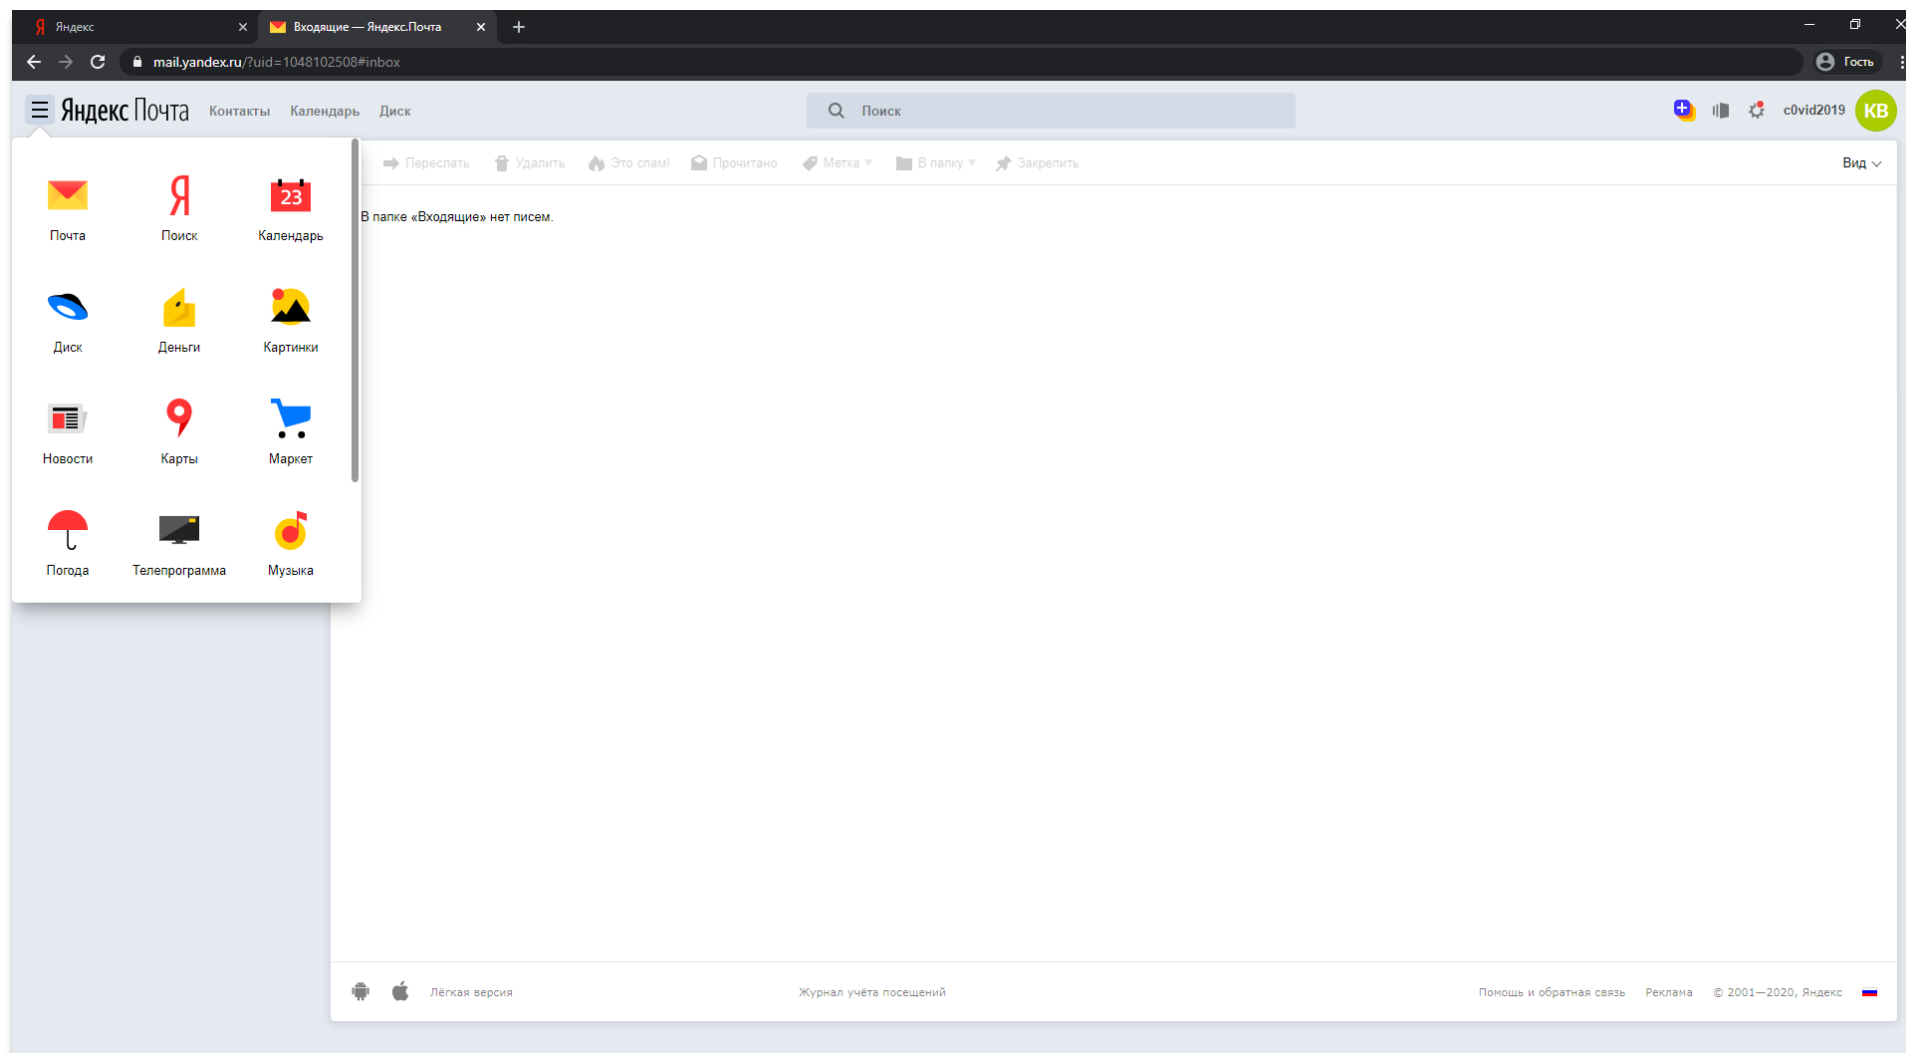 Я Яндекс
Входящие — Яндекс.Почта
mail.yandex.ru/?uid=1048102508#inbox
Гость
Яндекс Почта Контакты Календарь Диск
Поиск
c0vid2019 КВ
Переслать Удалить Это спам! Прочитано Метка В папку Закрепить Вид
В папке «Входящие» нет писем.
Я 23
Почта Поиск Календарь
Диск Деньги Картинки
Новости Карты Маркет
Погода Телепрограмма Музыка
Лёгкая версия Журнал учёта посещений Помощь и обратная связь Реклама © 2001—2020, Яндекс